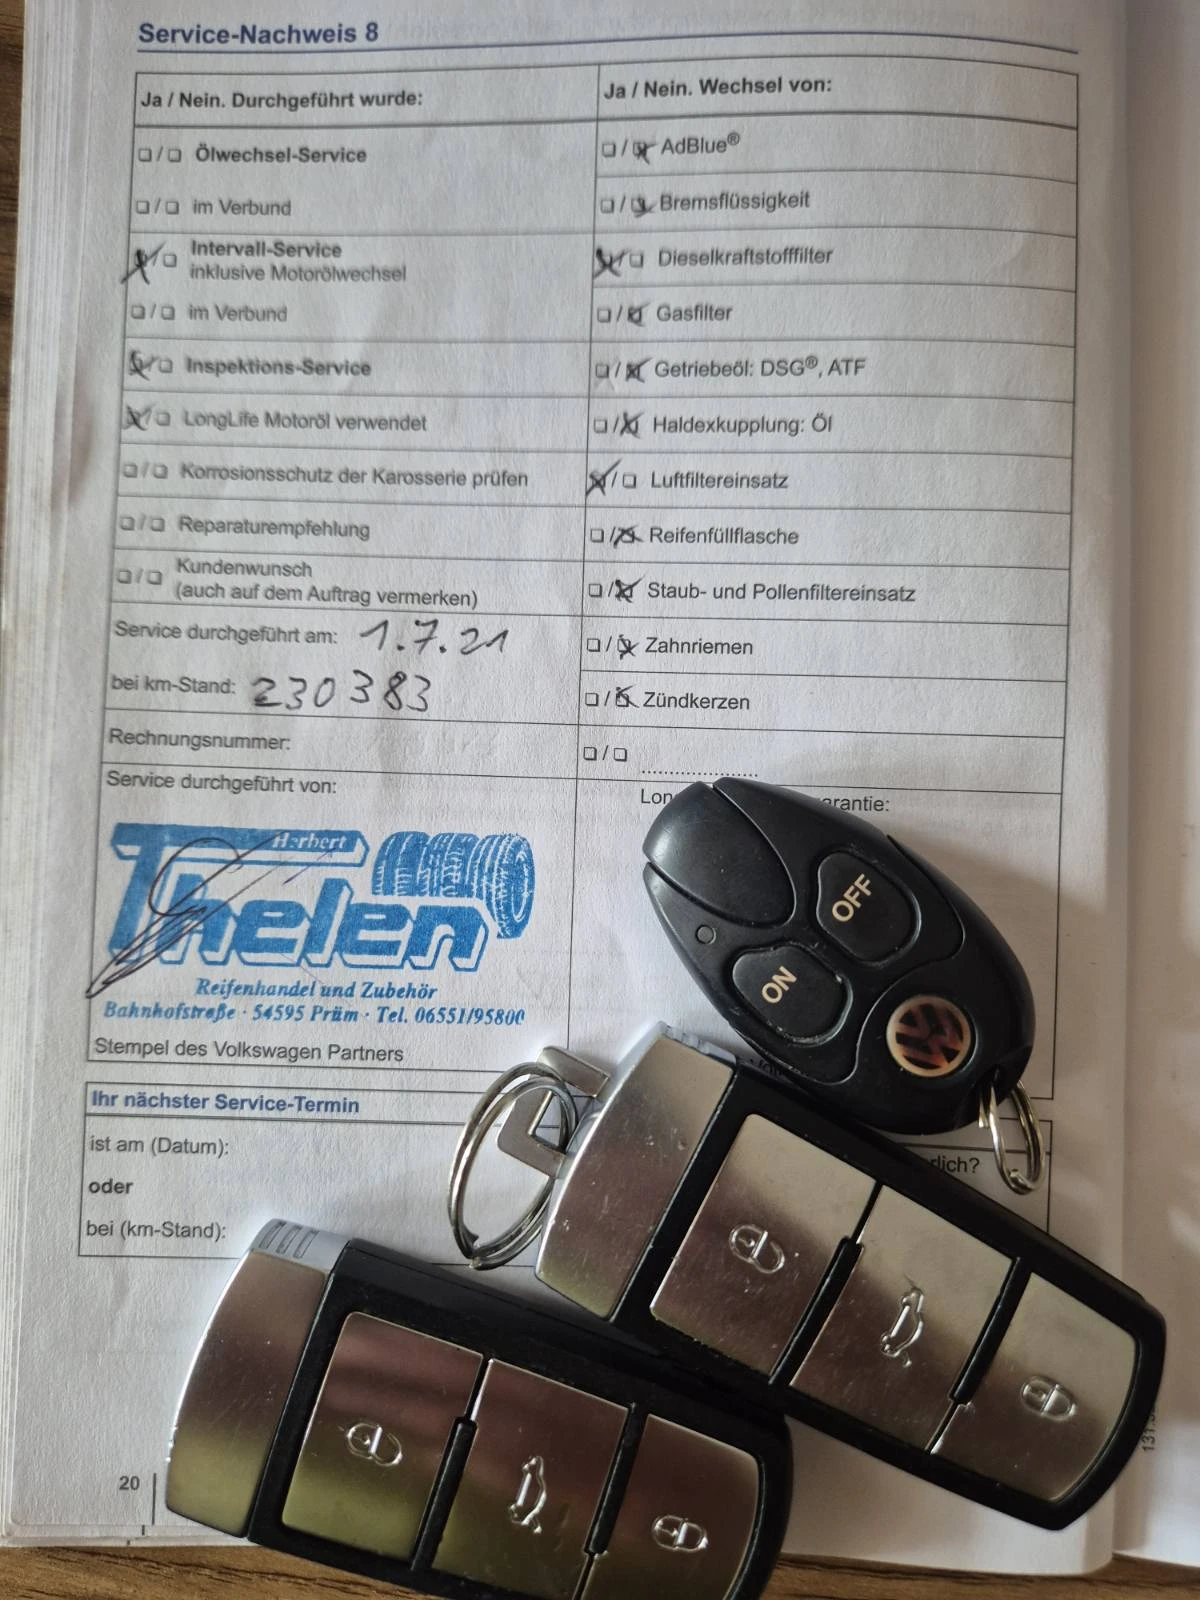 Service-Nachweis 8
Ja / Nein. Durchgeführt wurde:
❑ / ❑ Ölwechsel-Service
❑ / ❑ im Verbund
❑ / ❑ Intervall-Service
inklusive Motorölwechsel
❑ / ❑ im Verbund
❑ / ❑ Inspektions-Service
❑ / ❑ LongLife Motoröl verwendet
❑ / ❑ Korrosionsschutz der Karosserie prüfen
❑ / ❑ Reparaturempfehlung
❑ / ❑ Kundenwunsch
(auch auf dem Auftrag vermerken)
Service durchgeführt am: 1.7.21
bei km-Stand: 230383
Rechnungsnummer:
Service durchgeführt von:
Herbert
Thelen
Reifenhandel und Zubehör
Bahnhofstraße · 54595 Prüm · Tel. 06551/95800
Stempel des Volkswagen Partners
Ja / Nein. Wechsel von:
❑ / ❑ AdBlue®
❑ / ❑ Bremsflüssigkeit
❑ / ❑ Dieselkraftstofffilter
❑ / ❑ Gasfilter
❑ / ❑ Getriebeöl: DSG®, ATF
❑ / ❑ Haldexkupplung: Öl
❑ / ❑ Luftfiltereinsatz
❑ / ❑ Reifenfüllflasche
❑ / ❑ Staub- und Pollenfiltereinsatz
❑ / ❑ Zahnriemen
❑ / ❑ Zündkerzen
❑ / ❑ .....................
Lon arantie:
OFF
ON
Ihr nächster Service-Termin
ist am (Datum):
oder
bei (km-Stand):
rlich?
20